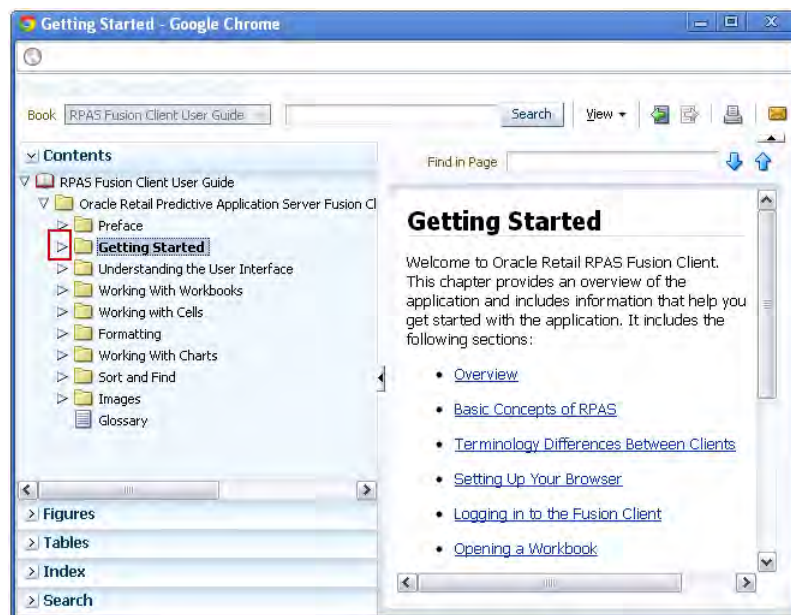 Getting Started - Google Chrome
Book RPAS Fusion Client User Guide Search View
Contents
RPAS Fusion Client User Guide
Oracle Retail Predictive Application Server Fusion Cl
Preface
Getting Started
Understanding the User Interface
Working With Workbooks
Working with Cells
Formatting
Working With Charts
Sort and Find
Images
Glossary
Figures
Tables
Index
Search
Find in Page
Getting Started
Welcome to Oracle Retail RPAS Fusion Client.
This chapter provides an overview of the
application and includes information that help you
get started with the application. It includes the
following sections:
• Overview
• Basic Concepts of RPAS
• Terminology Differences Between Clients
• Setting Up Your Browser
• Logging in to the Fusion Client
• Opening a Workbook